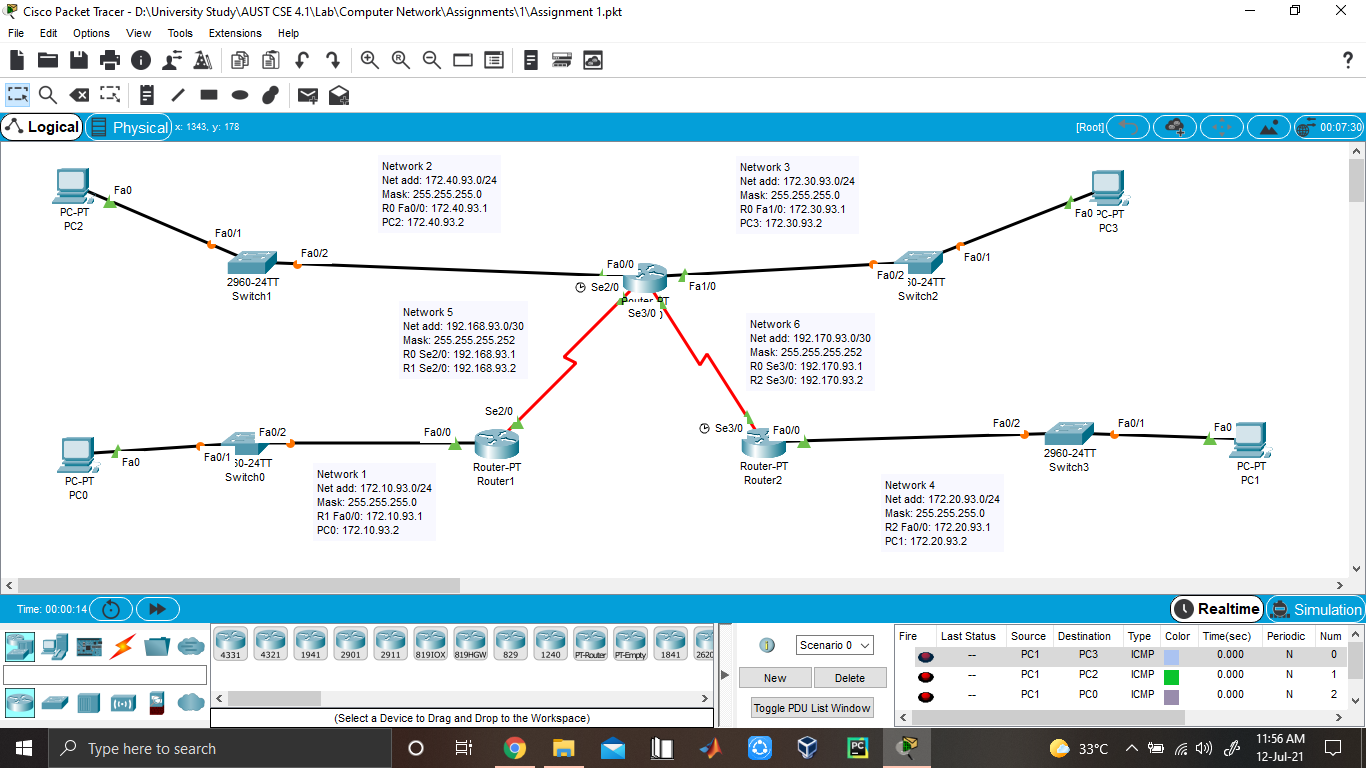 Cisco Packet Tracer - D:\University Study\AUST CSE 4.1\Lab\Computer Network\Assignments\1\Assignment 1.pkt
File Edit Options View Tools Extensions Help
?
Logical Physical x: 1343, y: 178 [Root] 00:07:30
Network 2
Net add: 172.40.93.0/24
Mask: 255.255.255.0
R0 Fa0/0: 172.40.93.1
PC2: 172.40.93.2
Network 3
Net add: 172.30.93.0/24
Mask: 255.255.255.0
R0 Fa1/0: 172.30.93.1
PC3: 172.30.93.2
Fa0
PC-PT
PC2
Fa0/1
Fa0/2
2960-24TT
Switch1
Fa0/0
Se2/0
Router-PT
Se3/0
Fa1/0
Fa0/2
Fa0/1
60-24TT
Switch2
Fa0
PC-PT
PC3
Network 5
Net add: 192.168.93.0/30
Mask: 255.255.255.252
R0 Se2/0: 192.168.93.1
R1 Se2/0: 192.168.93.2
Network 6
Net add: 192.170.93.0/30
Mask: 255.255.255.252
R0 Se3/0: 192.170.93.1
R2 Se3/0: 192.170.93.2
PC-PT
PC0
Fa0
Fa0/1
Fa0/2
60-24TT
Switch0
Fa0/0
Se2/0
Router-PT
Router1
Se3/0
Fa0/0
Router-PT
Router2
Fa0/2
Fa0/1
2960-24TT
Switch3
Fa0
PC-PT
PC1
Network 1
Net add: 172.10.93.0/24
Mask: 255.255.255.0
R1 Fa0/0: 172.10.93.1
PC0: 172.10.93.2
Network 4
Net add: 172.20.93.0/24
Mask: 255.255.255.0
R2 Fa0/0: 172.20.93.1
PC1: 172.20.93.2
Time: 00:00:14 Realtime Simulation
4331 4321 1941 2901 2911 819IOX 819HGW 829 1240 PT-Router PT-Empty 1841 2620
(Select a Device to Drag and Drop to the Workspace)
Scenario 0
New Delete
Toggle PDU List Window
Fire Last Status Source Destination Type Color Time(sec) Periodic Num
-- PC1 PC3 ICMP 0.000 N 0
-- PC1 PC2 ICMP 0.000 N 1
-- PC1 PC0 ICMP 0.000 N 2
Type here to search
PC
33°C
11:56 AM
12-Jul-21